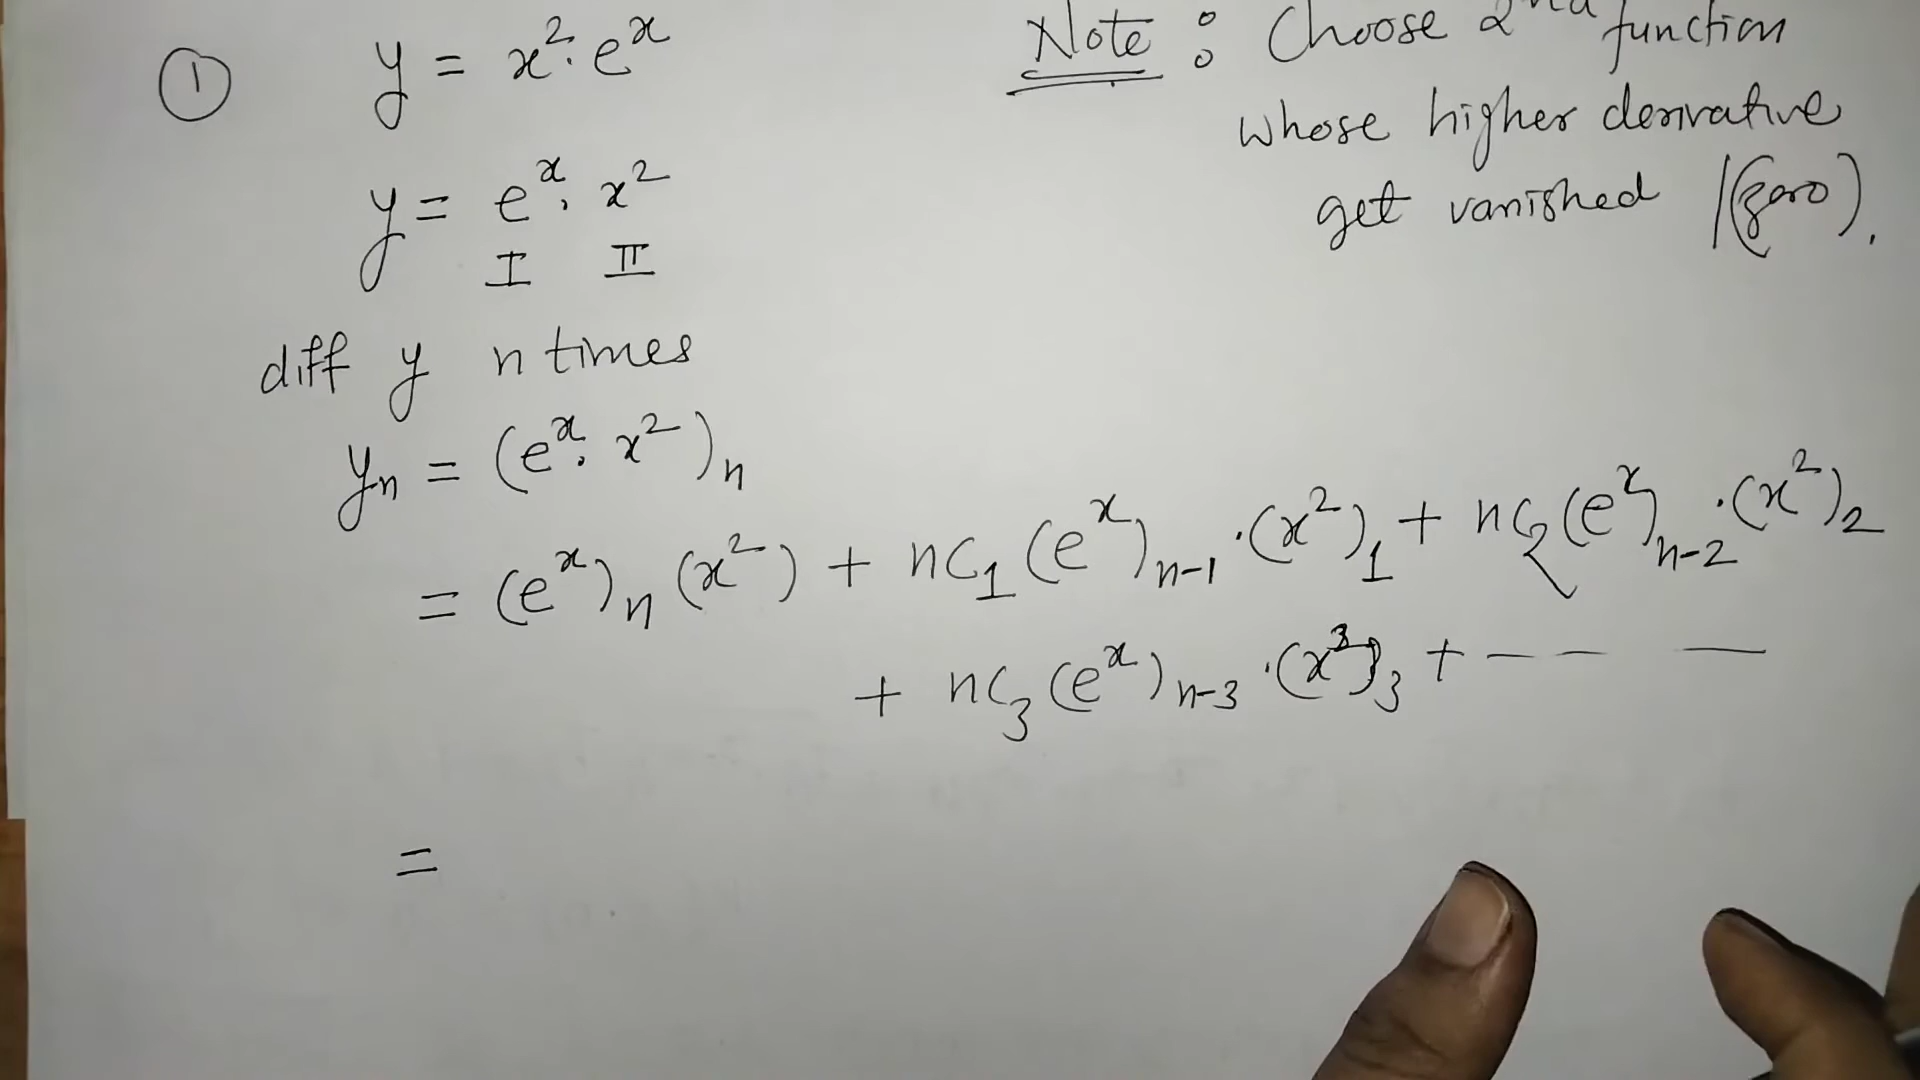 ① y = x². eˣ
Note : Choose 2nd function
whose higher derivative
get vanished /(zero).
y = eˣ. x²
I II
diff y n times
yₙ = (eˣ. x²)ₙ
= (eˣ)ₙ (x²) + nC₁ (eˣ)ₙ₋₁ .(x²)₁ + nC₂ (eˣ)ₙ₋₂ .(x²)₂
+ nC₃ (eˣ)ₙ₋₃ .(x³)₃ + — — —
=